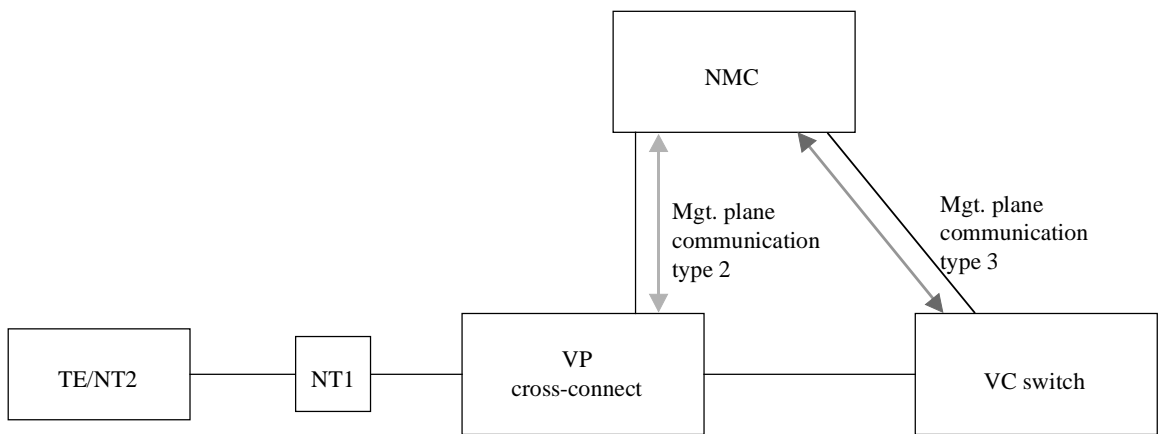 NMC
Mgt. plane
communication
type 2
Mgt. plane
communication
type 3
TE/NT2
NT1
VP
cross-connect
VC switch